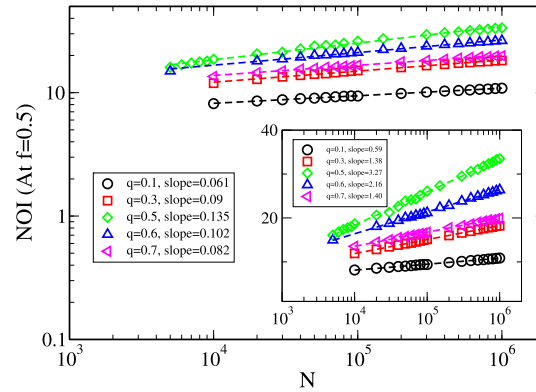 NOI (At f=0.5)
10
1
0.1
q=0.1, slope=0.061
q=0.3, slope=0.09
q=0.5, slope=0.135
q=0.6, slope=0.102
q=0.7, slope=0.082
40
20
q=0.1, slope=0.59
q=0.3, slope=1.38
q=0.5, slope=3.27
q=0.6, slope=2.16
q=0.7, slope=1.40
10³ 10⁴ 10⁵ 10⁶
10³ 10⁴ 10⁵ 10⁶
N